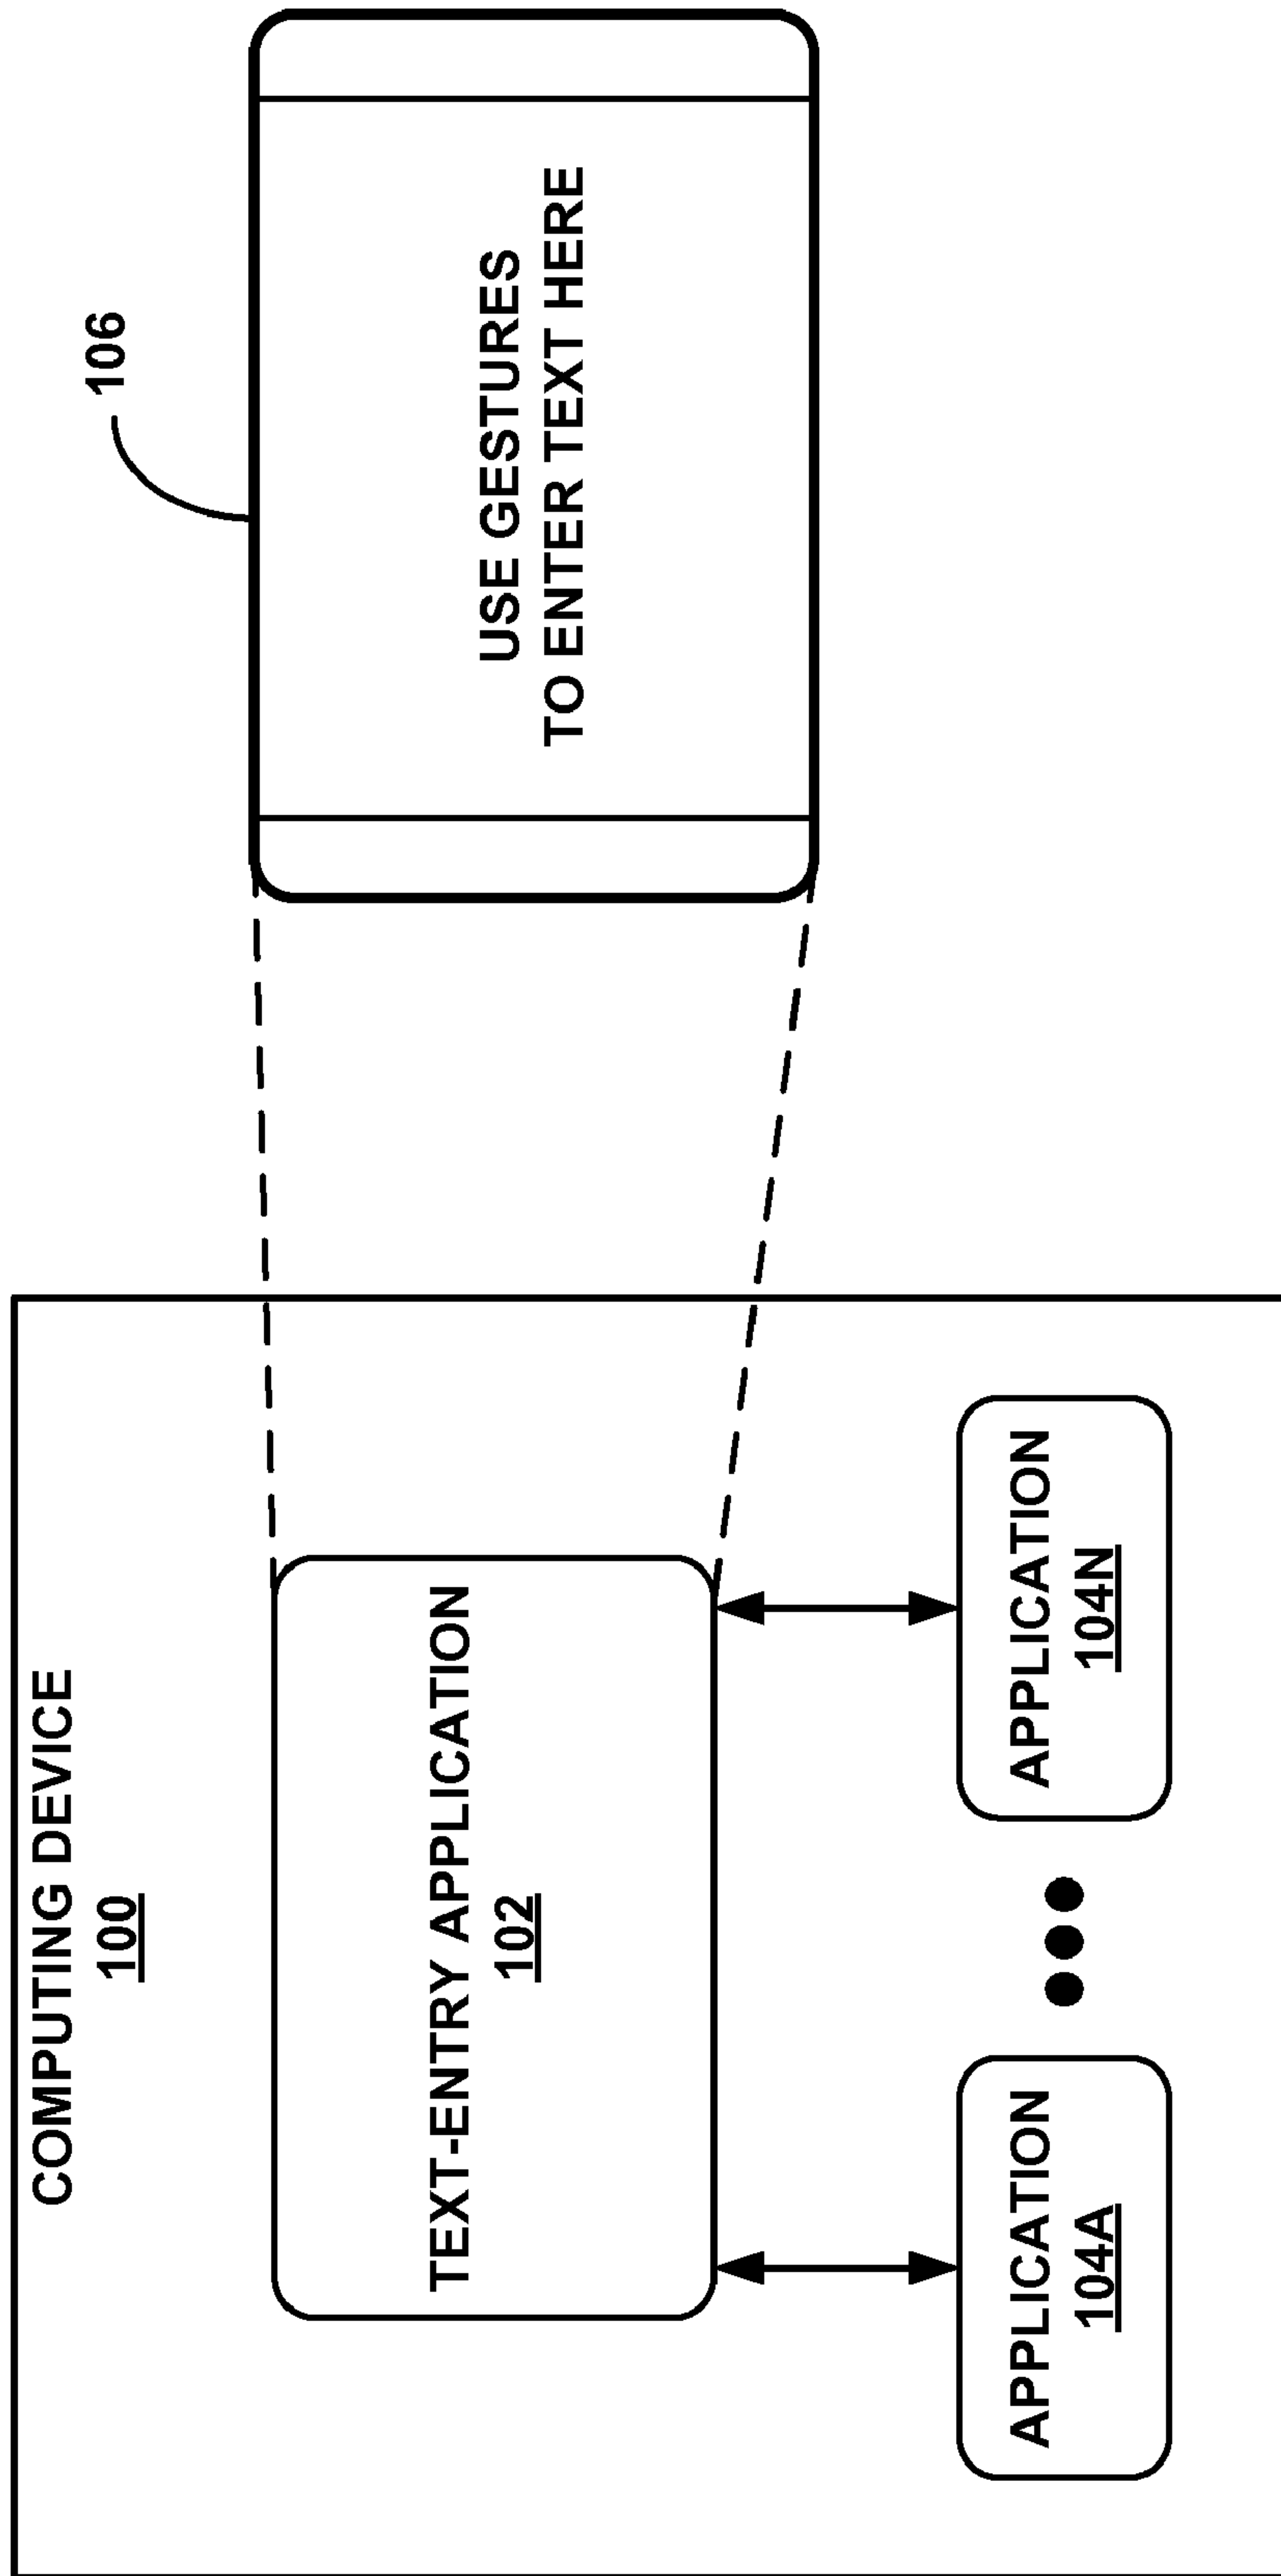 COMPUTING DEVICE
100
TEXT-ENTRY APPLICATION
102
APPLICATION
104A
APPLICATION
104N
106
USE GESTURES
TO ENTER TEXT HERE